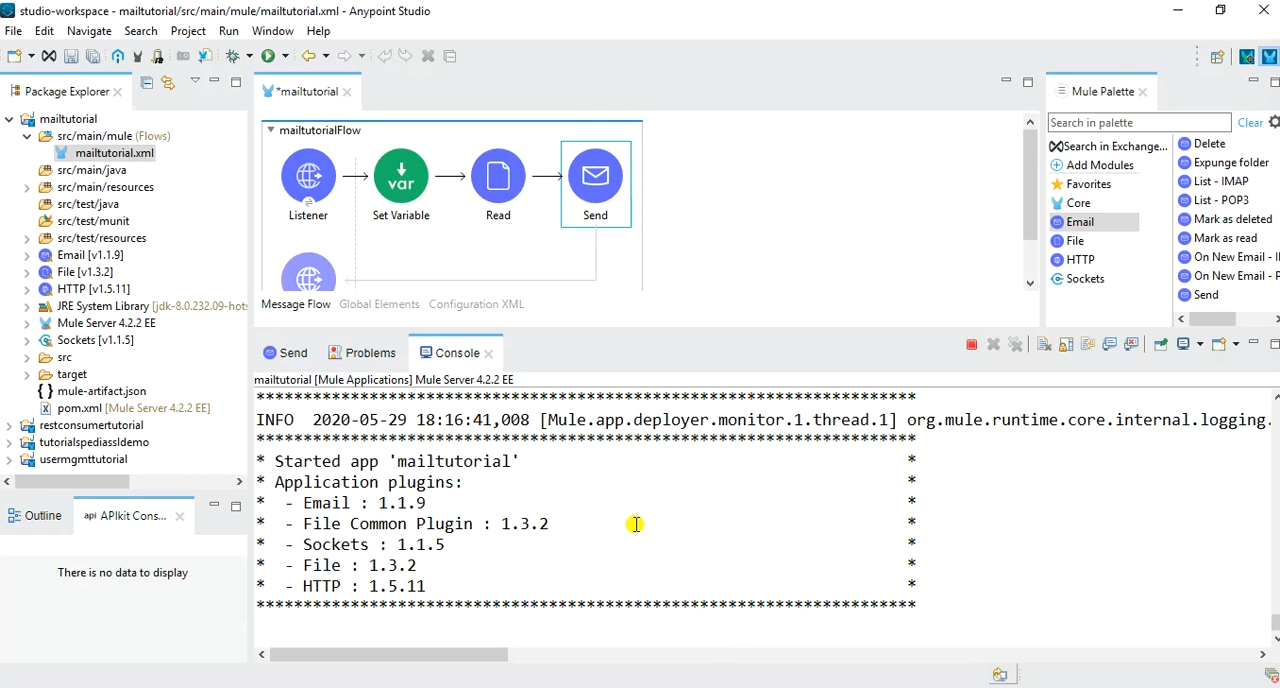 studio-workspace - mailtutorial/src/main/mule/mailtutorial.xml - Anypoint Studio
File Edit Navigate Search Project Run Window Help
Package Explorer
mailtutorial
src/main/mule (Flows)
mailtutorial.xml
src/main/java
src/main/resources
src/test/java
src/test/munit
src/test/resources
Email [v1.1.9]
File [v1.3.2]
HTTP [v1.5.11]
JRE System Library [jdk-8.0.232.09-hots
Mule Server 4.2.2 EE
Sockets [v1.1.5]
src
target
{ } mule-artifact.json
pom.xml [Mule Server 4.2.2 EE]
restconsumertutorial
tutorialspediassldemo
usermgmttutorial
Outline
api APIkit Cons...
There is no data to display
*mailtutorial
mailtutorialFlow
var
Listener
Set Variable
Read
Send
Message Flow Global Elements Configuration XML
Mule Palette
Search in palette
Clear
Search in Exchange...
Add Modules
Favorites
Core
Email
File
HTTP
Sockets
Delete
Expunge folder
List - IMAP
List - POP3
Mark as deleted
Mark as read
On New Email - I
On New Email - P
Send
Send Problems Console
mailtutorial [Mule Applications] Mule Server 4.2.2 EE
**********************************************************************
INFO 2020-05-29 18:16:41,008 [Mule.app.deployer.monitor.1.thread.1] org.mule.runtime.core.internal.logging.
**********************************************************************
* Started app 'mailtutorial' *
* Application plugins: *
* - Email : 1.1.9 *
* - File Common Plugin : 1.3.2 *
* - Sockets : 1.1.5 *
* - File : 1.3.2 *
* - HTTP : 1.5.11 *
**********************************************************************